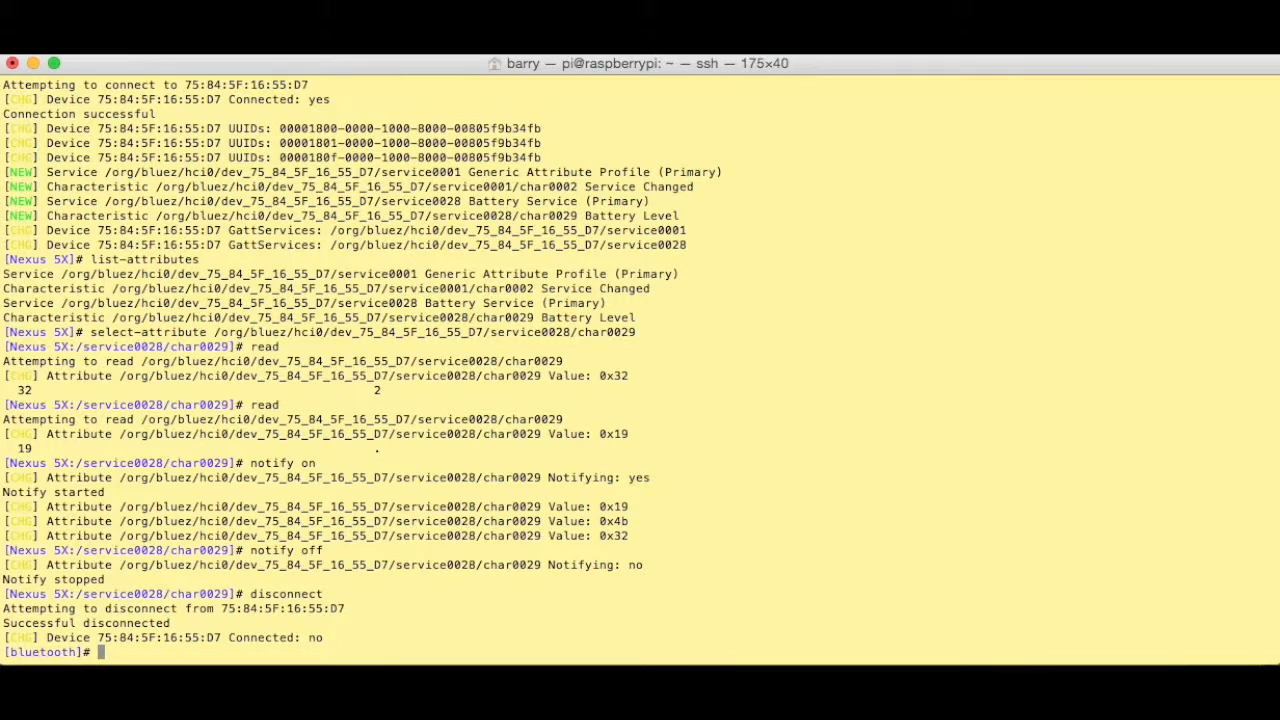 barry — pi@raspberrypi: ~ — ssh — 175×40
Attempting to connect to 75:84:5F:16:55:D7
[CHG] Device 75:84:5F:16:55:D7 Connected: yes
Connection successful
[CHG] Device 75:84:5F:16:55:D7 UUIDs: 00001800-0000-1000-8000-00805f9b34fb
[CHG] Device 75:84:5F:16:55:D7 UUIDs: 00001801-0000-1000-8000-00805f9b34fb
[CHG] Device 75:84:5F:16:55:D7 UUIDs: 0000180f-0000-1000-8000-00805f9b34fb
[NEW] Service /org/bluez/hci0/dev_75_84_5F_16_55_D7/service0001 Generic Attribute Profile (Primary)
[NEW] Characteristic /org/bluez/hci0/dev_75_84_5F_16_55_D7/service0001/char0002 Service Changed
[NEW] Service /org/bluez/hci0/dev_75_84_5F_16_55_D7/service0028 Battery Service (Primary)
[NEW] Characteristic /org/bluez/hci0/dev_75_84_5F_16_55_D7/service0028/char0029 Battery Level
[CHG] Device 75:84:5F:16:55:D7 GattServices: /org/bluez/hci0/dev_75_84_5F_16_55_D7/service0001
[CHG] Device 75:84:5F:16:55:D7 GattServices: /org/bluez/hci0/dev_75_84_5F_16_55_D7/service0028
[Nexus 5X]# list-attributes
Service /org/bluez/hci0/dev_75_84_5F_16_55_D7/service0001 Generic Attribute Profile (Primary)
Characteristic /org/bluez/hci0/dev_75_84_5F_16_55_D7/service0001/char0002 Service Changed
Service /org/bluez/hci0/dev_75_84_5F_16_55_D7/service0028 Battery Service (Primary)
Characteristic /org/bluez/hci0/dev_75_84_5F_16_55_D7/service0028/char0029 Battery Level
[Nexus 5X]# select-attribute /org/bluez/hci0/dev_75_84_5F_16_55_D7/service0028/char0029
[Nexus 5X:/service0028/char0029]# read
Attempting to read /org/bluez/hci0/dev_75_84_5F_16_55_D7/service0028/char0029
[CHG] Attribute /org/bluez/hci0/dev_75_84_5F_16_55_D7/service0028/char0029 Value: 0x32
  32                                               2
[Nexus 5X:/service0028/char0029]# read
Attempting to read /org/bluez/hci0/dev_75_84_5F_16_55_D7/service0028/char0029
[CHG] Attribute /org/bluez/hci0/dev_75_84_5F_16_55_D7/service0028/char0029 Value: 0x19
  19                                               .
[Nexus 5X:/service0028/char0029]# notify on
[CHG] Attribute /org/bluez/hci0/dev_75_84_5F_16_55_D7/service0028/char0029 Notifying: yes
Notify started
[CHG] Attribute /org/bluez/hci0/dev_75_84_5F_16_55_D7/service0028/char0029 Value: 0x19
[CHG] Attribute /org/bluez/hci0/dev_75_84_5F_16_55_D7/service0028/char0029 Value: 0x4b
[CHG] Attribute /org/bluez/hci0/dev_75_84_5F_16_55_D7/service0028/char0029 Value: 0x32
[Nexus 5X:/service0028/char0029]# notify off
[CHG] Attribute /org/bluez/hci0/dev_75_84_5F_16_55_D7/service0028/char0029 Notifying: no
Notify stopped
[Nexus 5X:/service0028/char0029]# disconnect
Attempting to disconnect from 75:84:5F:16:55:D7
Successful disconnected
[CHG] Device 75:84:5F:16:55:D7 Connected: no
[bluetooth]#